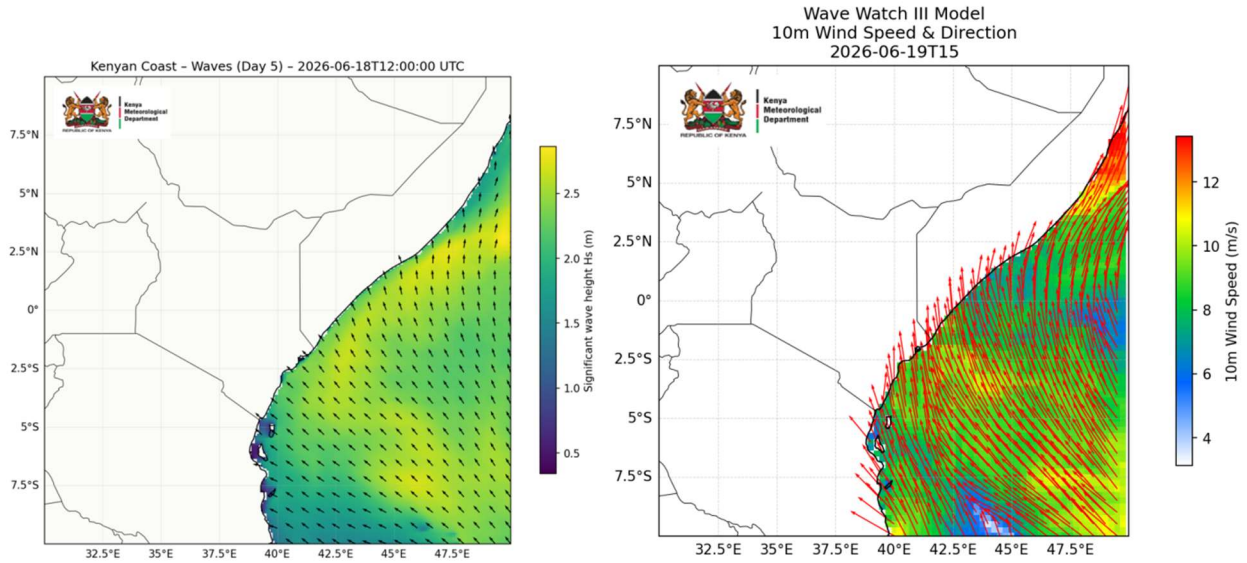 Kenyan Coast – Waves (Day 5) – 2026-06-18T12:00:00 UTC
Kenya
Meteorological
Department
REPUBLIC OF KENYA
7.5°N
5°N
2.5°N
0°
2.5°S
5°S
7.5°S
32.5°E 35°E 37.5°E 40°E 42.5°E 45°E 47.5°E
2.5
2.0
1.5
1.0
0.5
Significant wave height Hs (m)
Wave Watch III Model
10m Wind Speed & Direction
2026-06-19T15
Kenya
Meteorological
Department
REPUBLIC OF KENYA
7.5°N
5°N
2.5°N
0°
2.5°S
5°S
7.5°S
32.5°E 35°E 37.5°E 40°E 42.5°E 45°E 47.5°E
12
10
8
6
4
10m Wind Speed (m/s)